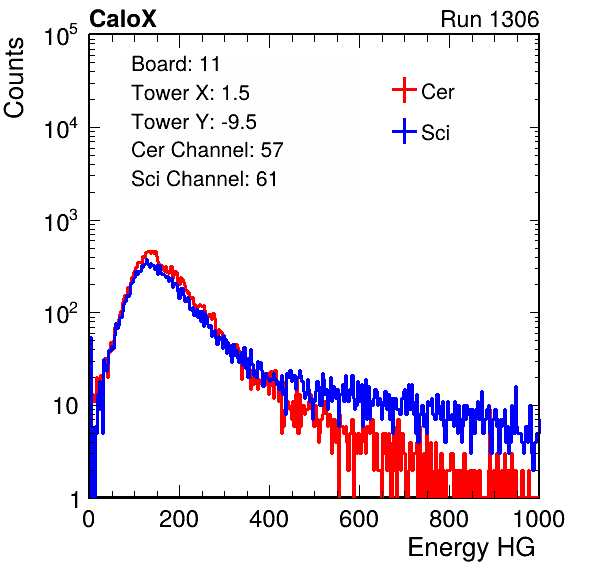 CaloX
Run 1306
Counts
10^5
10^4
10^3
10^2
10
1
Board: 11
Tower X: 1.5
Tower Y: -9.5
Cer Channel: 57
Sci Channel: 61
Cer
Sci
0 200 400 600 800 1000
Energy HG